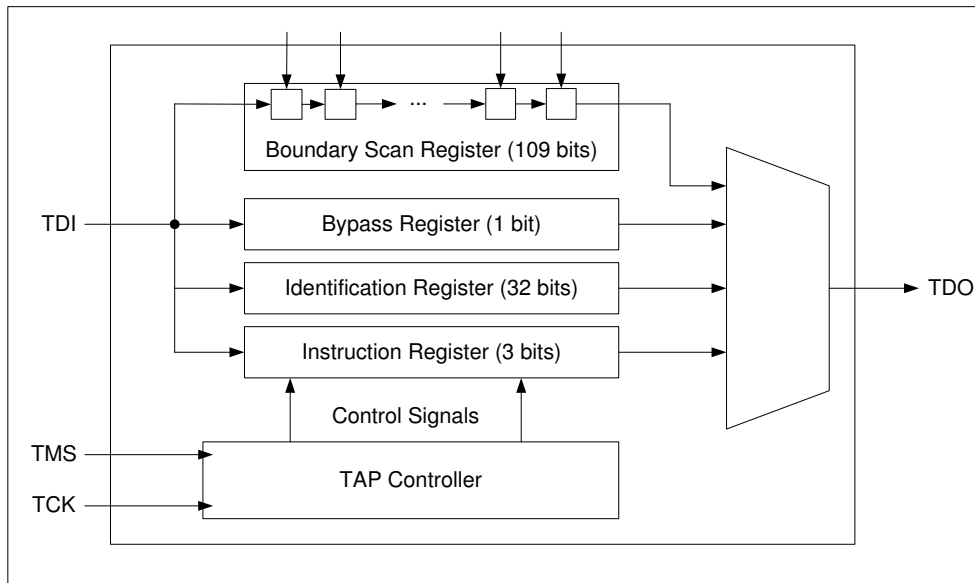 ...
Boundary Scan Register (109 bits)
TDI
Bypass Register (1 bit)
Identification Register (32 bits)
TDO
Instruction Register (3 bits)
Control Signals
TMS
TAP Controller
TCK